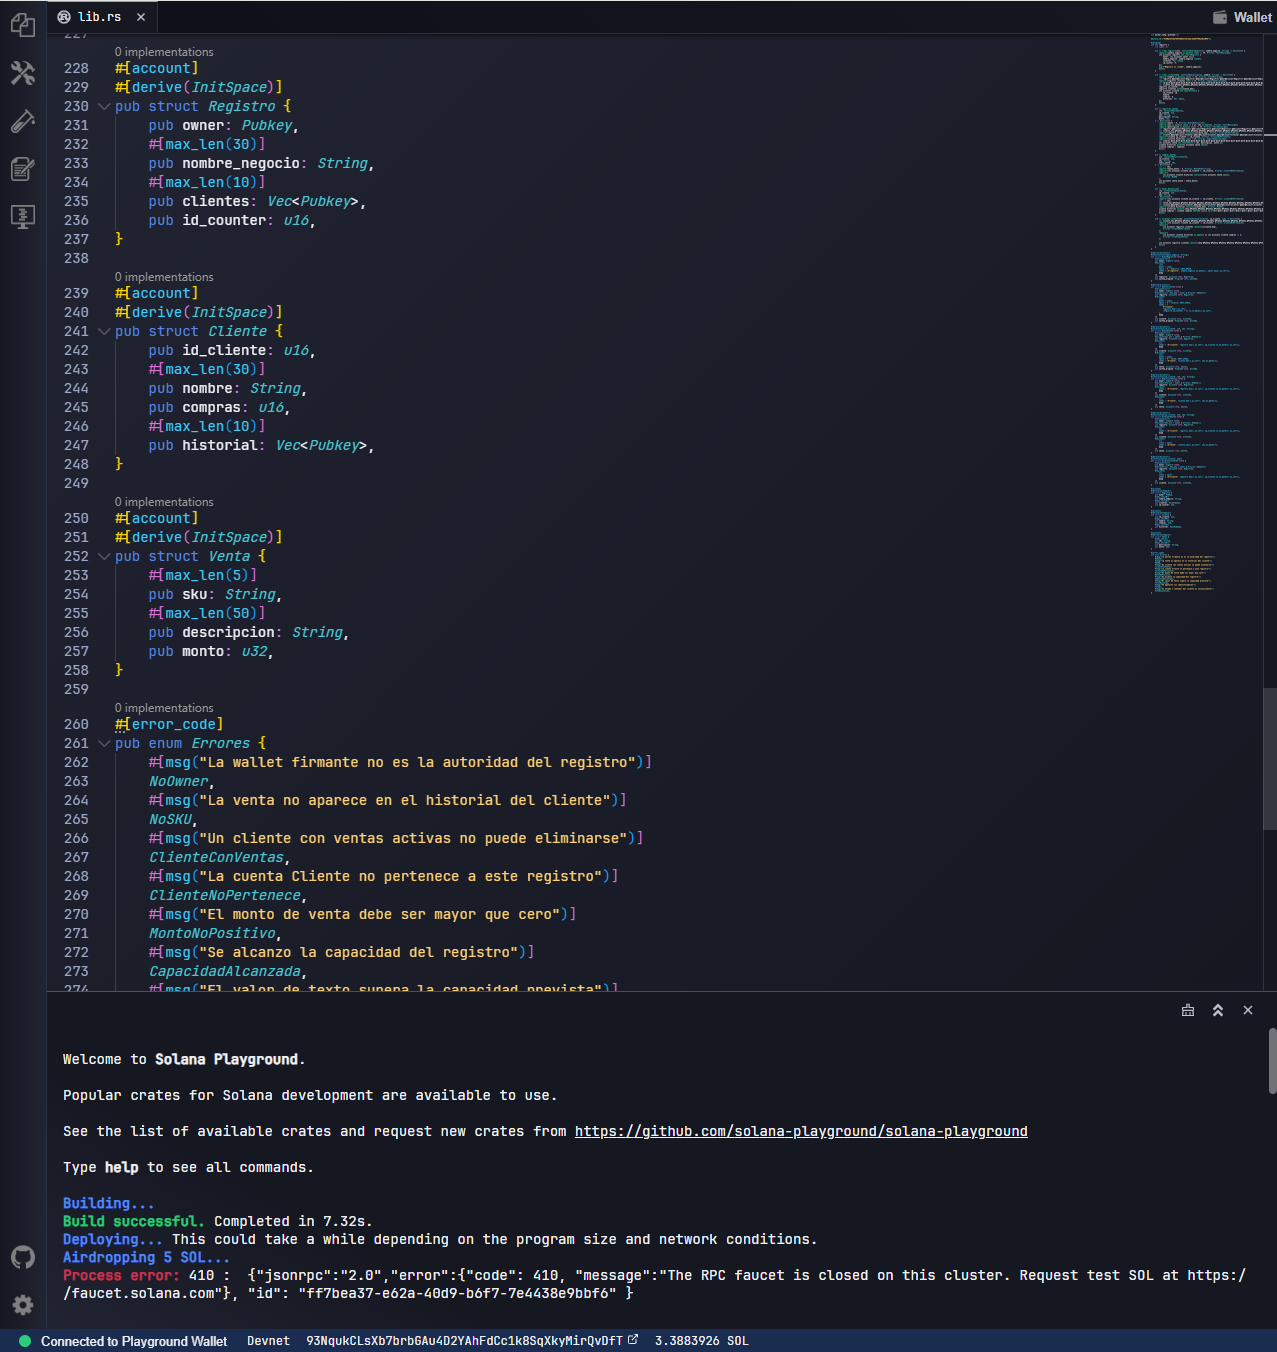 lib.rs
Wallet
0 implementations
228 #[account]
229 #[derive(InitSpace)]
230 pub struct Registro {
231 pub owner: Pubkey,
232 #[max_len(30)]
233 pub nombre_negocio: String,
234 #[max_len(10)]
235 pub clientes: Vec<Pubkey>,
236 pub id_counter: u16,
237 }
238
0 implementations
239 #[account]
240 #[derive(InitSpace)]
241 pub struct Cliente {
242 pub id_cliente: u16,
243 #[max_len(30)]
244 pub nombre: String,
245 pub compras: u16,
246 #[max_len(10)]
247 pub historial: Vec<Pubkey>,
248 }
249
0 implementations
250 #[account]
251 #[derive(InitSpace)]
252 pub struct Venta {
253 #[max_len(5)]
254 pub sku: String,
255 #[max_len(50)]
256 pub descripcion: String,
257 pub monto: u32,
258 }
259
0 implementations
260 #[error_code]
261 pub enum Errores {
262 #[msg("La wallet firmante no es la autoridad del registro")]
263 NoOwner,
264 #[msg("La venta no aparece en el historial del cliente")]
265 NoSKU,
266 #[msg("Un cliente con ventas activas no puede eliminarse")]
267 ClienteConVentas,
268 #[msg("La cuenta Cliente no pertenece a este registro")]
269 ClienteNoPertenece,
270 #[msg("El monto de venta debe ser mayor que cero")]
271 MontoNoPositivo,
272 #[msg("Se alcanzo la capacidad del registro")]
273 CapacidadAlcanzada,
274 #[msg("El valor de texto supera la capacidad prevista")]
Welcome to Solana Playground.
Popular crates for Solana development are available to use.
See the list of available crates and request new crates from https://github.com/solana-playground/solana-playground
Type help to see all commands.
Building...
Build successful. Completed in 7.32s.
Deploying... This could take a while depending on the program size and network conditions.
Airdropping 5 SOL...
Process error: 410 : {"jsonrpc":"2.0","error":{"code": 410, "message":"The RPC faucet is closed on this cluster. Request test SOL at https:/
/faucet.solana.com"}, "id": "ff7bea37-e62a-40d9-b6f7-7e4438e9bbf6" }
Connected to Playground Wallet Devnet 93NqukCLsXb7brbGAu4D2YAhFdCc1k8SqXkyMirQvDfT 3.3883926 SOL